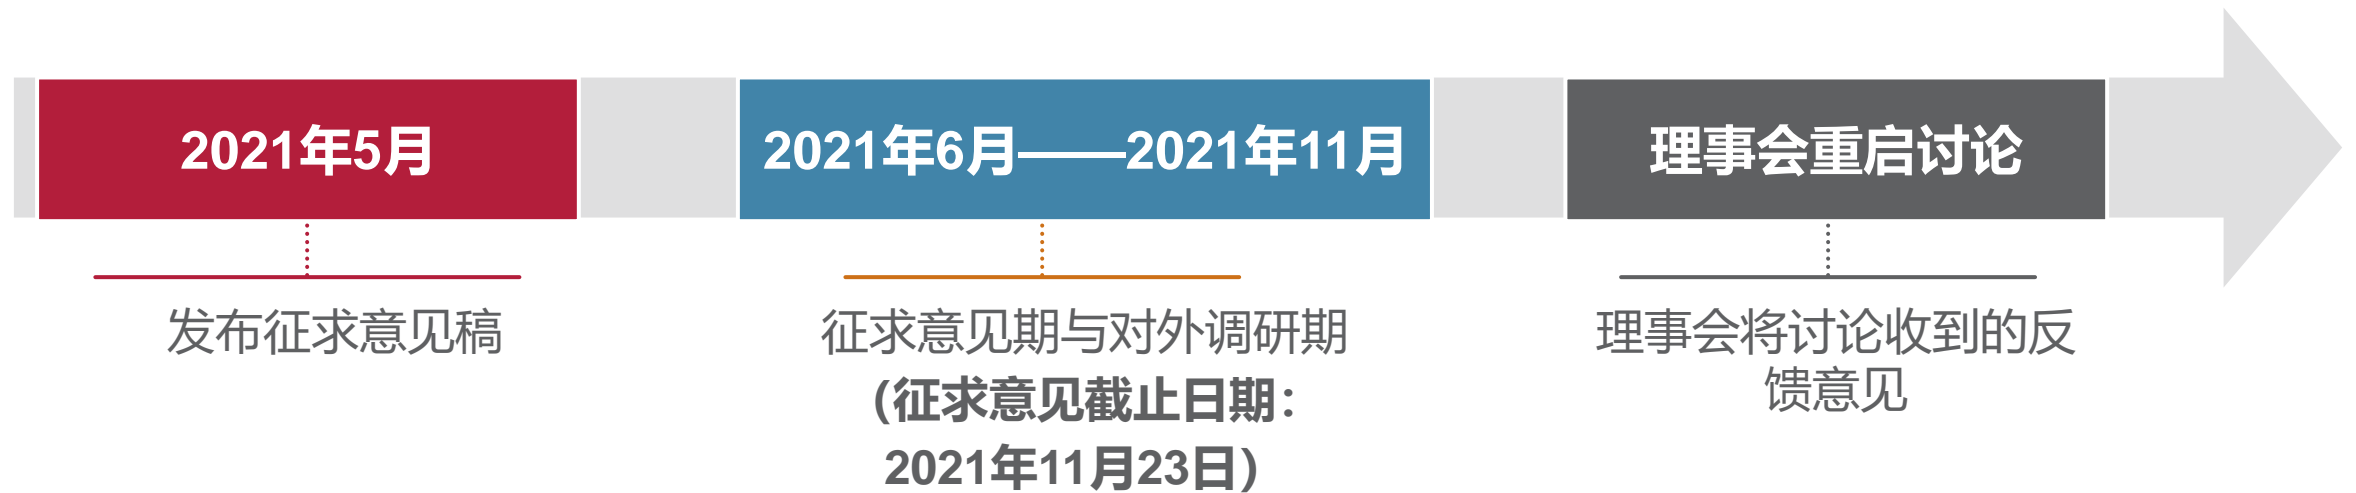 2021年5月
2021年6月——2021年11月
理事会重启讨论
发布征求意见稿
征求意见期与对外调研期
(征求意见截止日期：
2021年11月23日)
理事会将讨论收到的反
馈意见